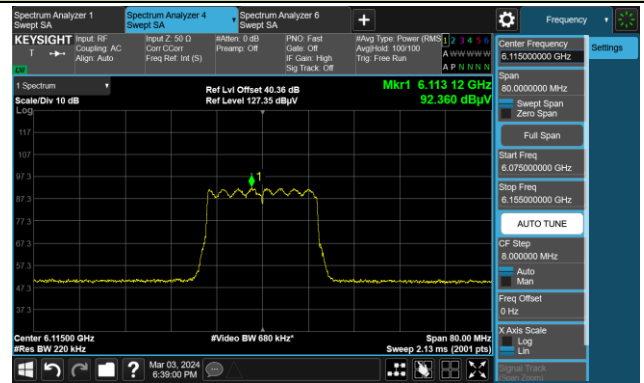 Spectrum Analyzer 1
Swept SA
Spectrum Analyzer 4
Swept SA
Spectrum Analyzer 6
Swept SA
Frequency
KEYSIGHT
Input: RF
Coupling: AC
Align: Auto
Input Z: 50 Ω
Corr CCorr
Freq Ref: Int (S)
#Atten: 0 dB
Preamp: Off
PNO: Fast
Gate: Off
IF Gain: High
Sig Track: Off
#Avg Type: Power (RMS
Avg|Hold: 100/100
Trig: Free Run
1 2 3 4 5 6
A W W W W W
A P N N N N
1 Spectrum
Scale/Div 10 dB
Log
Ref Lvl Offset 40.36 dB
Ref Level 127.35 dBµV
Mkr1 6.113 12 GHz
92.360 dBµV
117
107
97.3
87.3
77.3
67.3
57.3
47.3
37.3
1
Center 6.11500 GHz
#Res BW 220 kHz
#Video BW 680 kHz*
Span 80.00 MHz
Sweep 2.13 ms (2001 pts)
Mar 03, 2024
6:39:00 PM
Center Frequency
6.115000000 GHz
Settings
Span
80.0000000 MHz
Swept Span
Zero Span
Full Span
Start Freq
6.075000000 GHz
Stop Freq
6.155000000 GHz
AUTO TUNE
CF Step
8.000000 MHz
Auto
Man
Freq Offset
0 Hz
X Axis Scale
Log
Lin
Signal Track
(Span Zoom)